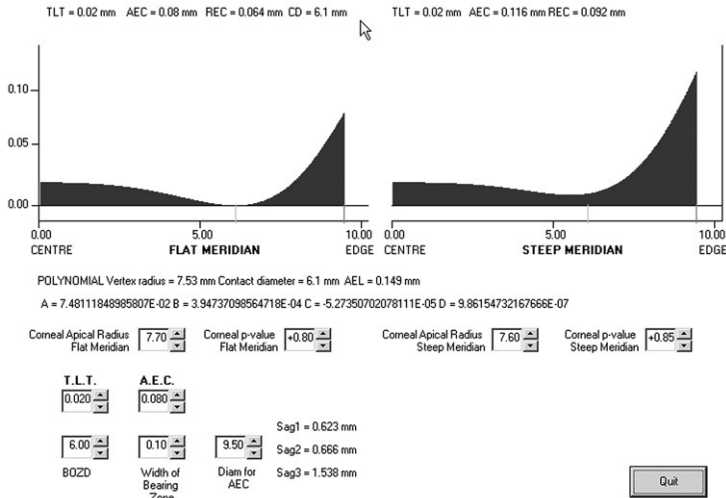 TLT = 0.02 mm AEC = 0.08 mm REC = 0.064 mm CD = 6.1 mm
TLT = 0.02 mm AEC = 0.116 mm REC = 0.092 mm
0.10
0.05
0.00
0.00 5.00 10.00 0.00 5.00 10.00
CENTRE FLAT MERIDIAN EDGE CENTRE STEEP MERIDIAN EDGE
POLYNOMIAL Vertex radius = 7.53 mm Contact diameter = 6.1 mm AEL = 0.149 mm
A = 7.48111848985807E-02 B = 3.94737098564718E-04 C = -5.27350702078111E-05 D = 9.86154732167666E-07
Corneal Apical Radius 7.70 Corneal p-value +0.80 Corneal Apical Radius 7.60 Corneal p-value +0.85
Flat Meridian Flat Meridian Steep Meridian Steep Meridian
T.L.T. A.E.C.
0.020 0.080
Sag1 = 0.623 mm
6.00 0.10 9.50 Sag2 = 0.666 mm
BOZD Width of Diam for Sag3 = 1.538 mm
Bearing AEC
Zone
Quit